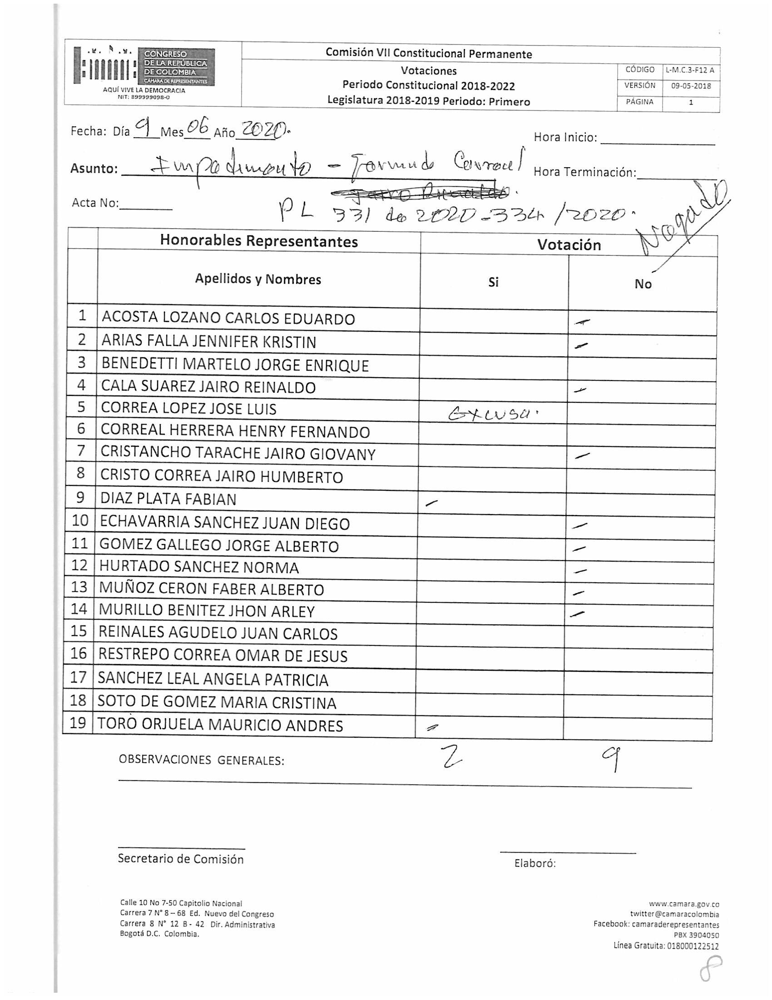 CONGRESO
DE LA REPÚBLICA
DE COLOMBIA
CÁMARA DE REPRESENTANTES
AQUÍ VIVE LA DEMOCRACIA
NIT: 899999098-0
Comisión VII Constitucional Permanente
Votaciones
Periodo Constitucional 2018-2022
Legislatura 2018-2019 Periodo: Primero
CÓDIGO L-M.C.3-F12 A
VERSIÓN 09-05-2018
PÁGINA 1
Fecha: Día 9 Mes 06 Año 2020.
Hora Inicio:
Asunto: Impedimento - Fernando Correal
Hora Terminación:
Acta No:
PL 331 de 2020 - 334 / 2020.
Negado
Honorables Representantes Votación
Apellidos y Nombres Si No
1 ACOSTA LOZANO CARLOS EDUARDO
2 ARIAS FALLA JENNIFER KRISTIN
3 BENEDETTI MARTELO JORGE ENRIQUE
4 CALA SUAREZ JAIRO REINALDO
5 CORREA LOPEZ JOSE LUIS Excusa.
6 CORREAL HERRERA HENRY FERNANDO
7 CRISTANCHO TARACHE JAIRO GIOVANY
8 CRISTO CORREA JAIRO HUMBERTO
9 DIAZ PLATA FABIAN
10 ECHAVARRIA SANCHEZ JUAN DIEGO
11 GOMEZ GALLEGO JORGE ALBERTO
12 HURTADO SANCHEZ NORMA
13 MUÑOZ CERON FABER ALBERTO
14 MURILLO BENITEZ JHON ARLEY
15 REINALES AGUDELO JUAN CARLOS
16 RESTREPO CORREA OMAR DE JESUS
17 SANCHEZ LEAL ANGELA PATRICIA
18 SOTO DE GOMEZ MARIA CRISTINA
19 TORO ORJUELA MAURICIO ANDRES
OBSERVACIONES GENERALES: 2 9
Secretario de Comisión
Elaboró:
Calle 10 No 7-50 Capitolio Nacional
Carrera 7 N° 8 – 68 Ed. Nuevo del Congreso
Carrera 8 N° 12 B - 42 Dir. Administrativa
Bogotá D.C. Colombia.
www.camara.gov.co
twitter@camaracolombia
Facebook: camaraderepresentantes
PBX 3904050
Línea Gratuita: 018000122512
8